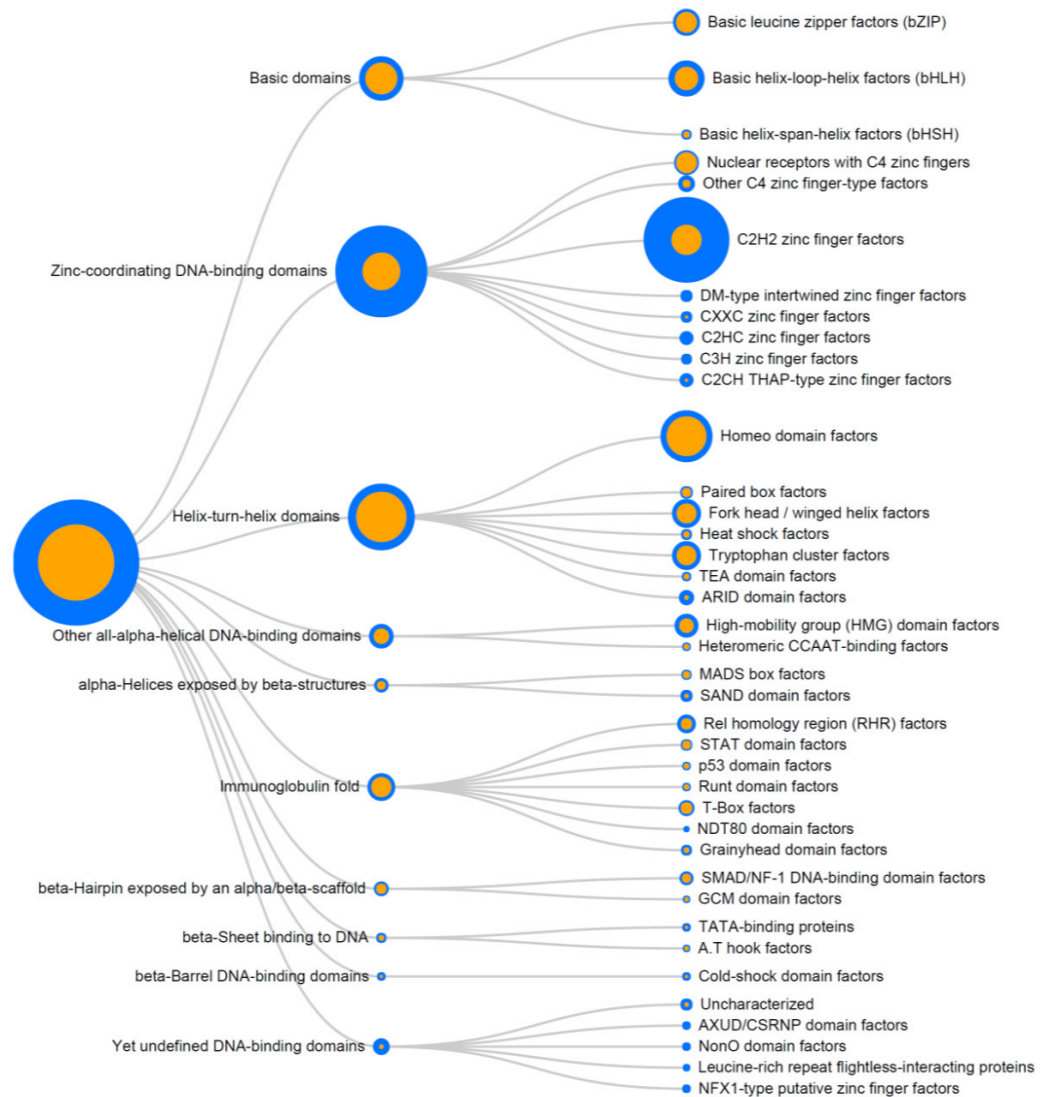 Basic leucine zipper factors (bZIP)
Basic domains
Basic helix-loop-helix factors (bHLH)
Basic helix-span-helix factors (bHSH)
Nuclear receptors with C4 zinc fingers
Other C4 zinc finger-type factors
C2H2 zinc finger factors
Zinc-coordinating DNA-binding domains
DM-type intertwined zinc finger factors
CXXC zinc finger factors
C2HC zinc finger factors
C3H zinc finger factors
C2CH THAP-type zinc finger factors
Homeo domain factors
Paired box factors
Helix-turn-helix domains
Fork head / winged helix factors
Heat shock factors
Tryptophan cluster factors
TEA domain factors
ARID domain factors
High-mobility group (HMG) domain factors
Other all-alpha-helical DNA-binding domains
Heteromeric CCAAT-binding factors
MADS box factors
alpha-Helices exposed by beta-structures
SAND domain factors
Rel homology region (RHR) factors
STAT domain factors
p53 domain factors
Immunoglobulin fold
Runt domain factors
T-Box factors
NDT80 domain factors
Grainyhead domain factors
SMAD/NF-1 DNA-binding domain factors
beta-Hairpin exposed by an alpha/beta-scaffold
GCM domain factors
TATA-binding proteins
beta-Sheet binding to DNA
A.T hook factors
beta-Barrel DNA-binding domains
Cold-shock domain factors
Uncharacterized
AXUD/CSRNP domain factors
Yet undefined DNA-binding domains
NonO domain factors
Leucine-rich repeat flightless-interacting proteins
NFX1-type putative zinc finger factors